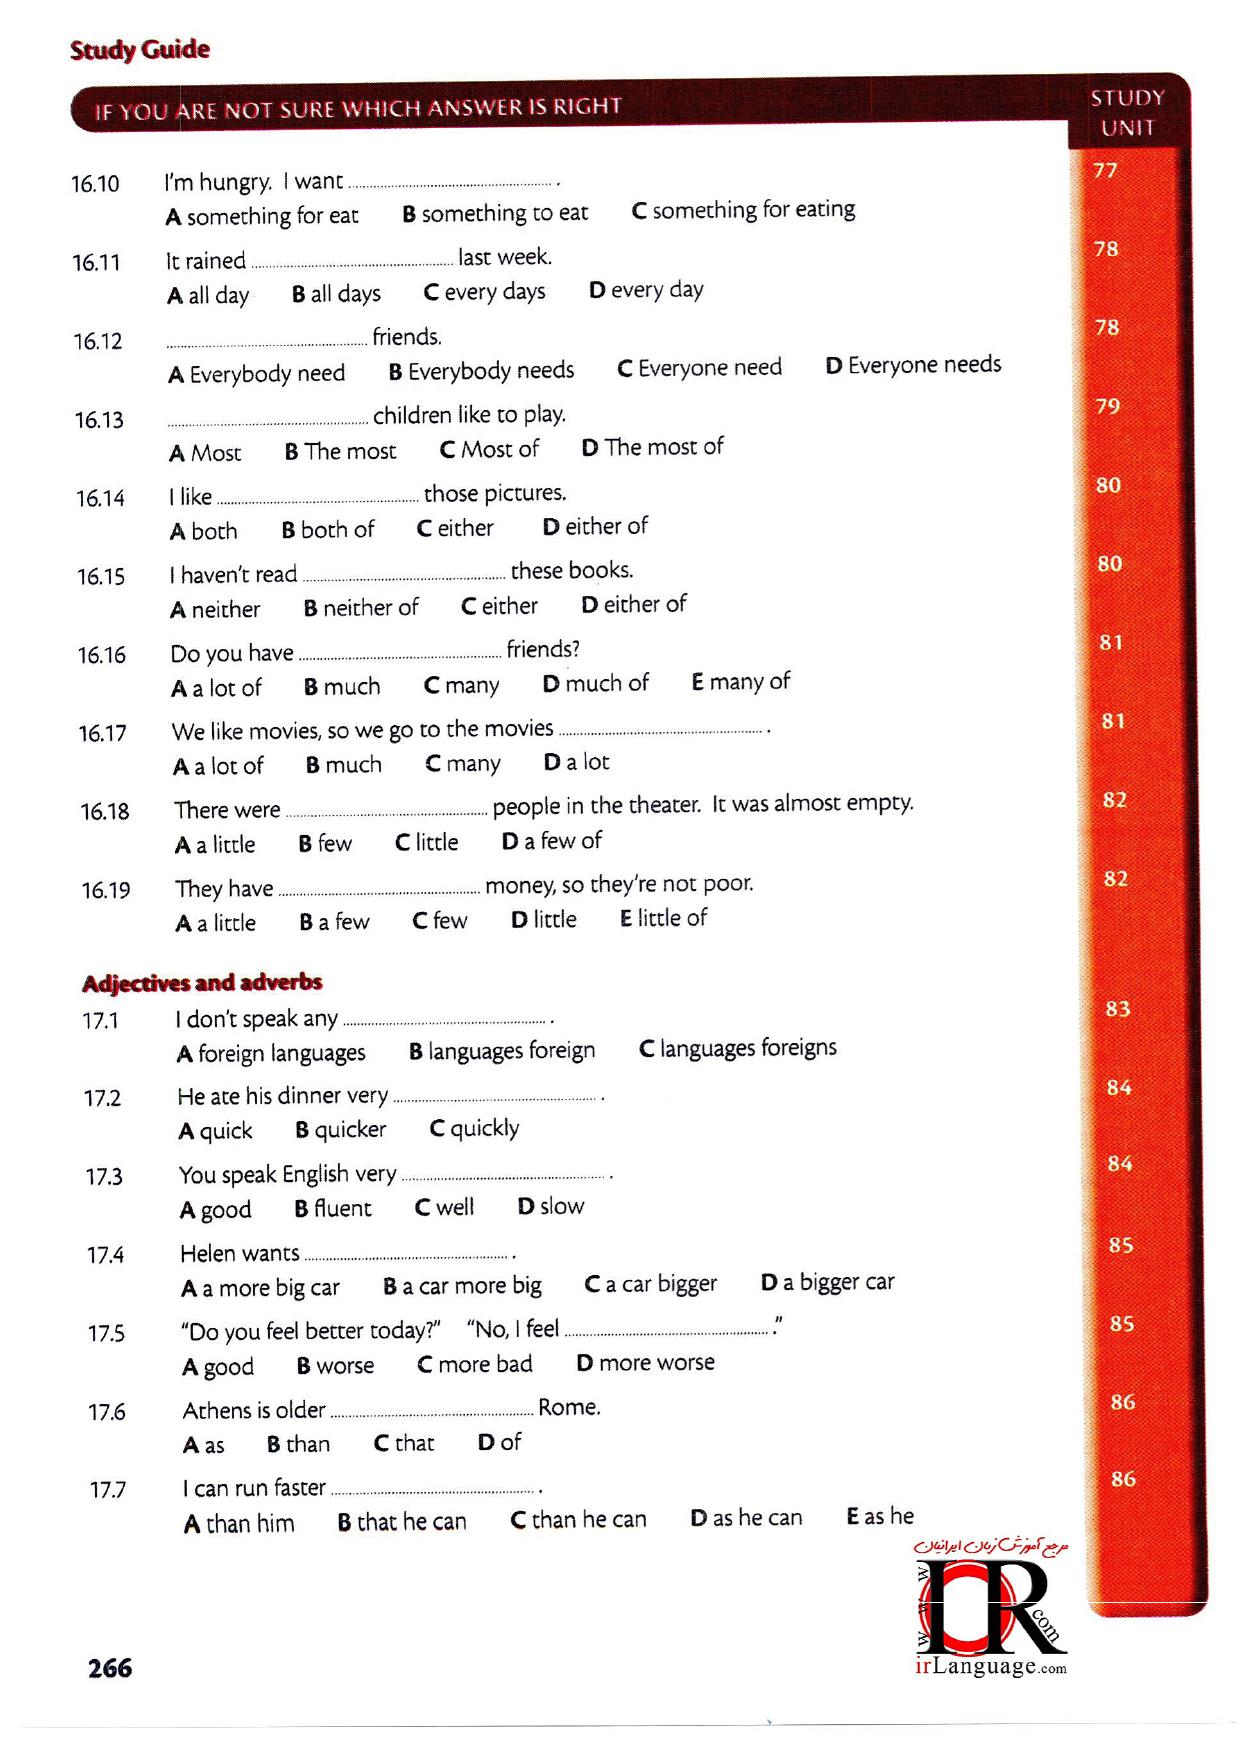 Study Guide
IF YOU ARE NOT SURE WHICH ANSWER IS RIGHT
STUDY UNIT
16.10 I'm hungry. I want ................ . 77
A something for eat B something to eat C something for eating
16.11 It rained ................ last week. 78
A all day B all days C every days D every day
16.12 ................ friends. 78
A Everybody need B Everybody needs C Everyone need D Everyone needs
16.13 ................ children like to play. 79
A Most B The most C Most of D The most of
16.14 I like ................ those pictures. 80
A both B both of C either D either of
16.15 I haven't read ................ these books. 80
A neither B neither of C either D either of
16.16 Do you have ................ friends? 81
A a lot of B much C many D much of E many of
16.17 We like movies, so we go to the movies ................ . 81
A a lot of B much C many D a lot
16.18 There were ................ people in the theater. It was almost empty. 82
A a little B few C little D a few of
16.19 They have ................ money, so they're not poor. 82
A a little B a few C few D little E little of
Adjectives and adverbs
17.1 I don't speak any ................ . 83
A foreign languages B languages foreign C languages foreigns
17.2 He ate his dinner very ................ . 84
A quick B quicker C quickly
17.3 You speak English very ................ . 84
A good B fluent C well D slow
17.4 Helen wants ................ . 85
A a more big car B a car more big C a car bigger D a bigger car
17.5 “Do you feel better today?” “No, I feel ................ .” 85
A good B worse C more bad D more worse
17.6 Athens is older ................ Rome. 86
A as B than C that D of
17.7 I can run faster ................ . 86
A than him B that he can C than he can D as he can E as he
مرجع آموزش زبان ایرانیان
www.
IR
.com
irLanguage.com
266